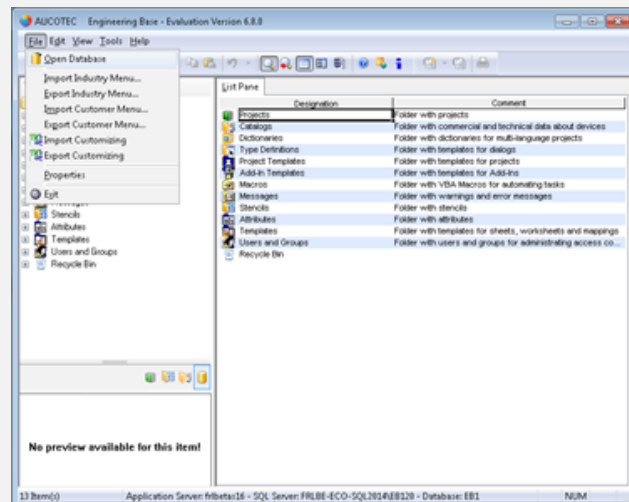 AUCOTEC Engineering Base - Evaluation Version 6.8.0
File Edit View Tools Help
Open Database
Import Industry Menu...
Export Industry Menu...
Import Customer Menu...
Export Customer Menu...
Import Customizing
Export Customizing
Properties
Exit
Stencils
Attributes
Templates
Users and Groups
Recycle Bin
List Pane
Designation Comment
Projects Folder with projects
Catalogs Folder with commercial and technical data about devices
Dictionaries Folder with dictionaries for multi-language projects
Type Definitions Folder with templates for dialogs
Project Templates Folder with templates for projects
Add-In Templates Folder with templates for Add-Ins
Macros Folder with VBA Macros for automating tasks
Messages Folder with warnings and error messages
Stencils Folder with stencils
Attributes Folder with attributes
Templates Folder with templates for sheets, worksheets and mappings
Users and Groups Folder with users and groups for administrating access co...
Recycle Bin
No preview available for this item!
13 Item(s) Application Server: frlbetas16 - SQL Server: FRLBE-ECO-SQL2014\EB120 - Database: EB1 NUM